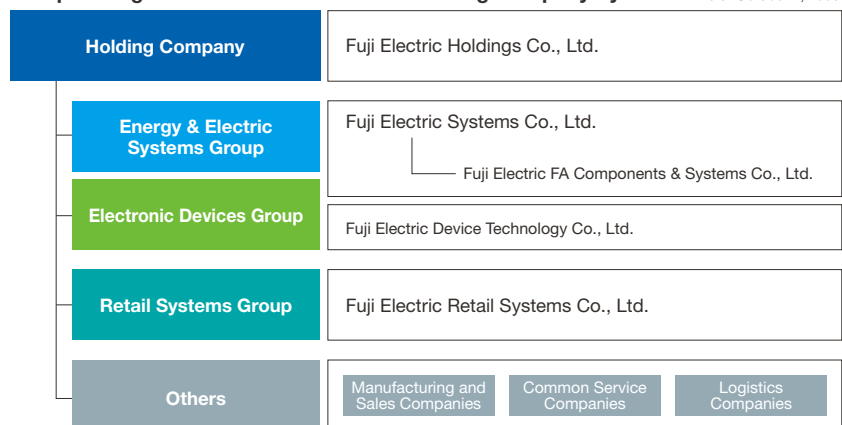 Holding Company
Fuji Electric Holdings Co., Ltd.
Energy & Electric
Systems Group
Fuji Electric Systems Co., Ltd.
Fuji Electric FA Components & Systems Co., Ltd.
Electronic Devices Group
Fuji Electric Device Technology Co., Ltd.
Retail Systems Group
Fuji Electric Retail Systems Co., Ltd.
Others
Manufacturing and
Sales Companies
Common Service
Companies
Logistics
Companies